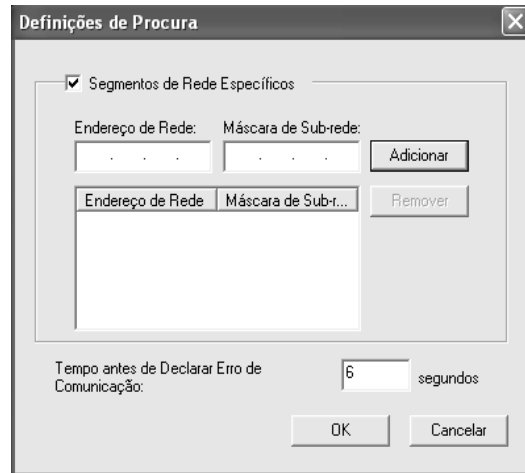 Definições de Procura
Segmentos de Rede Específicos
Endereço de Rede: Máscara de Sub-rede:
. . . . . . Adicionar
Endereço de Rede Máscara de Sub-r... Remover
Tempo antes de Declarar Erro de
Comunicação:
6 segundos
OK Cancelar